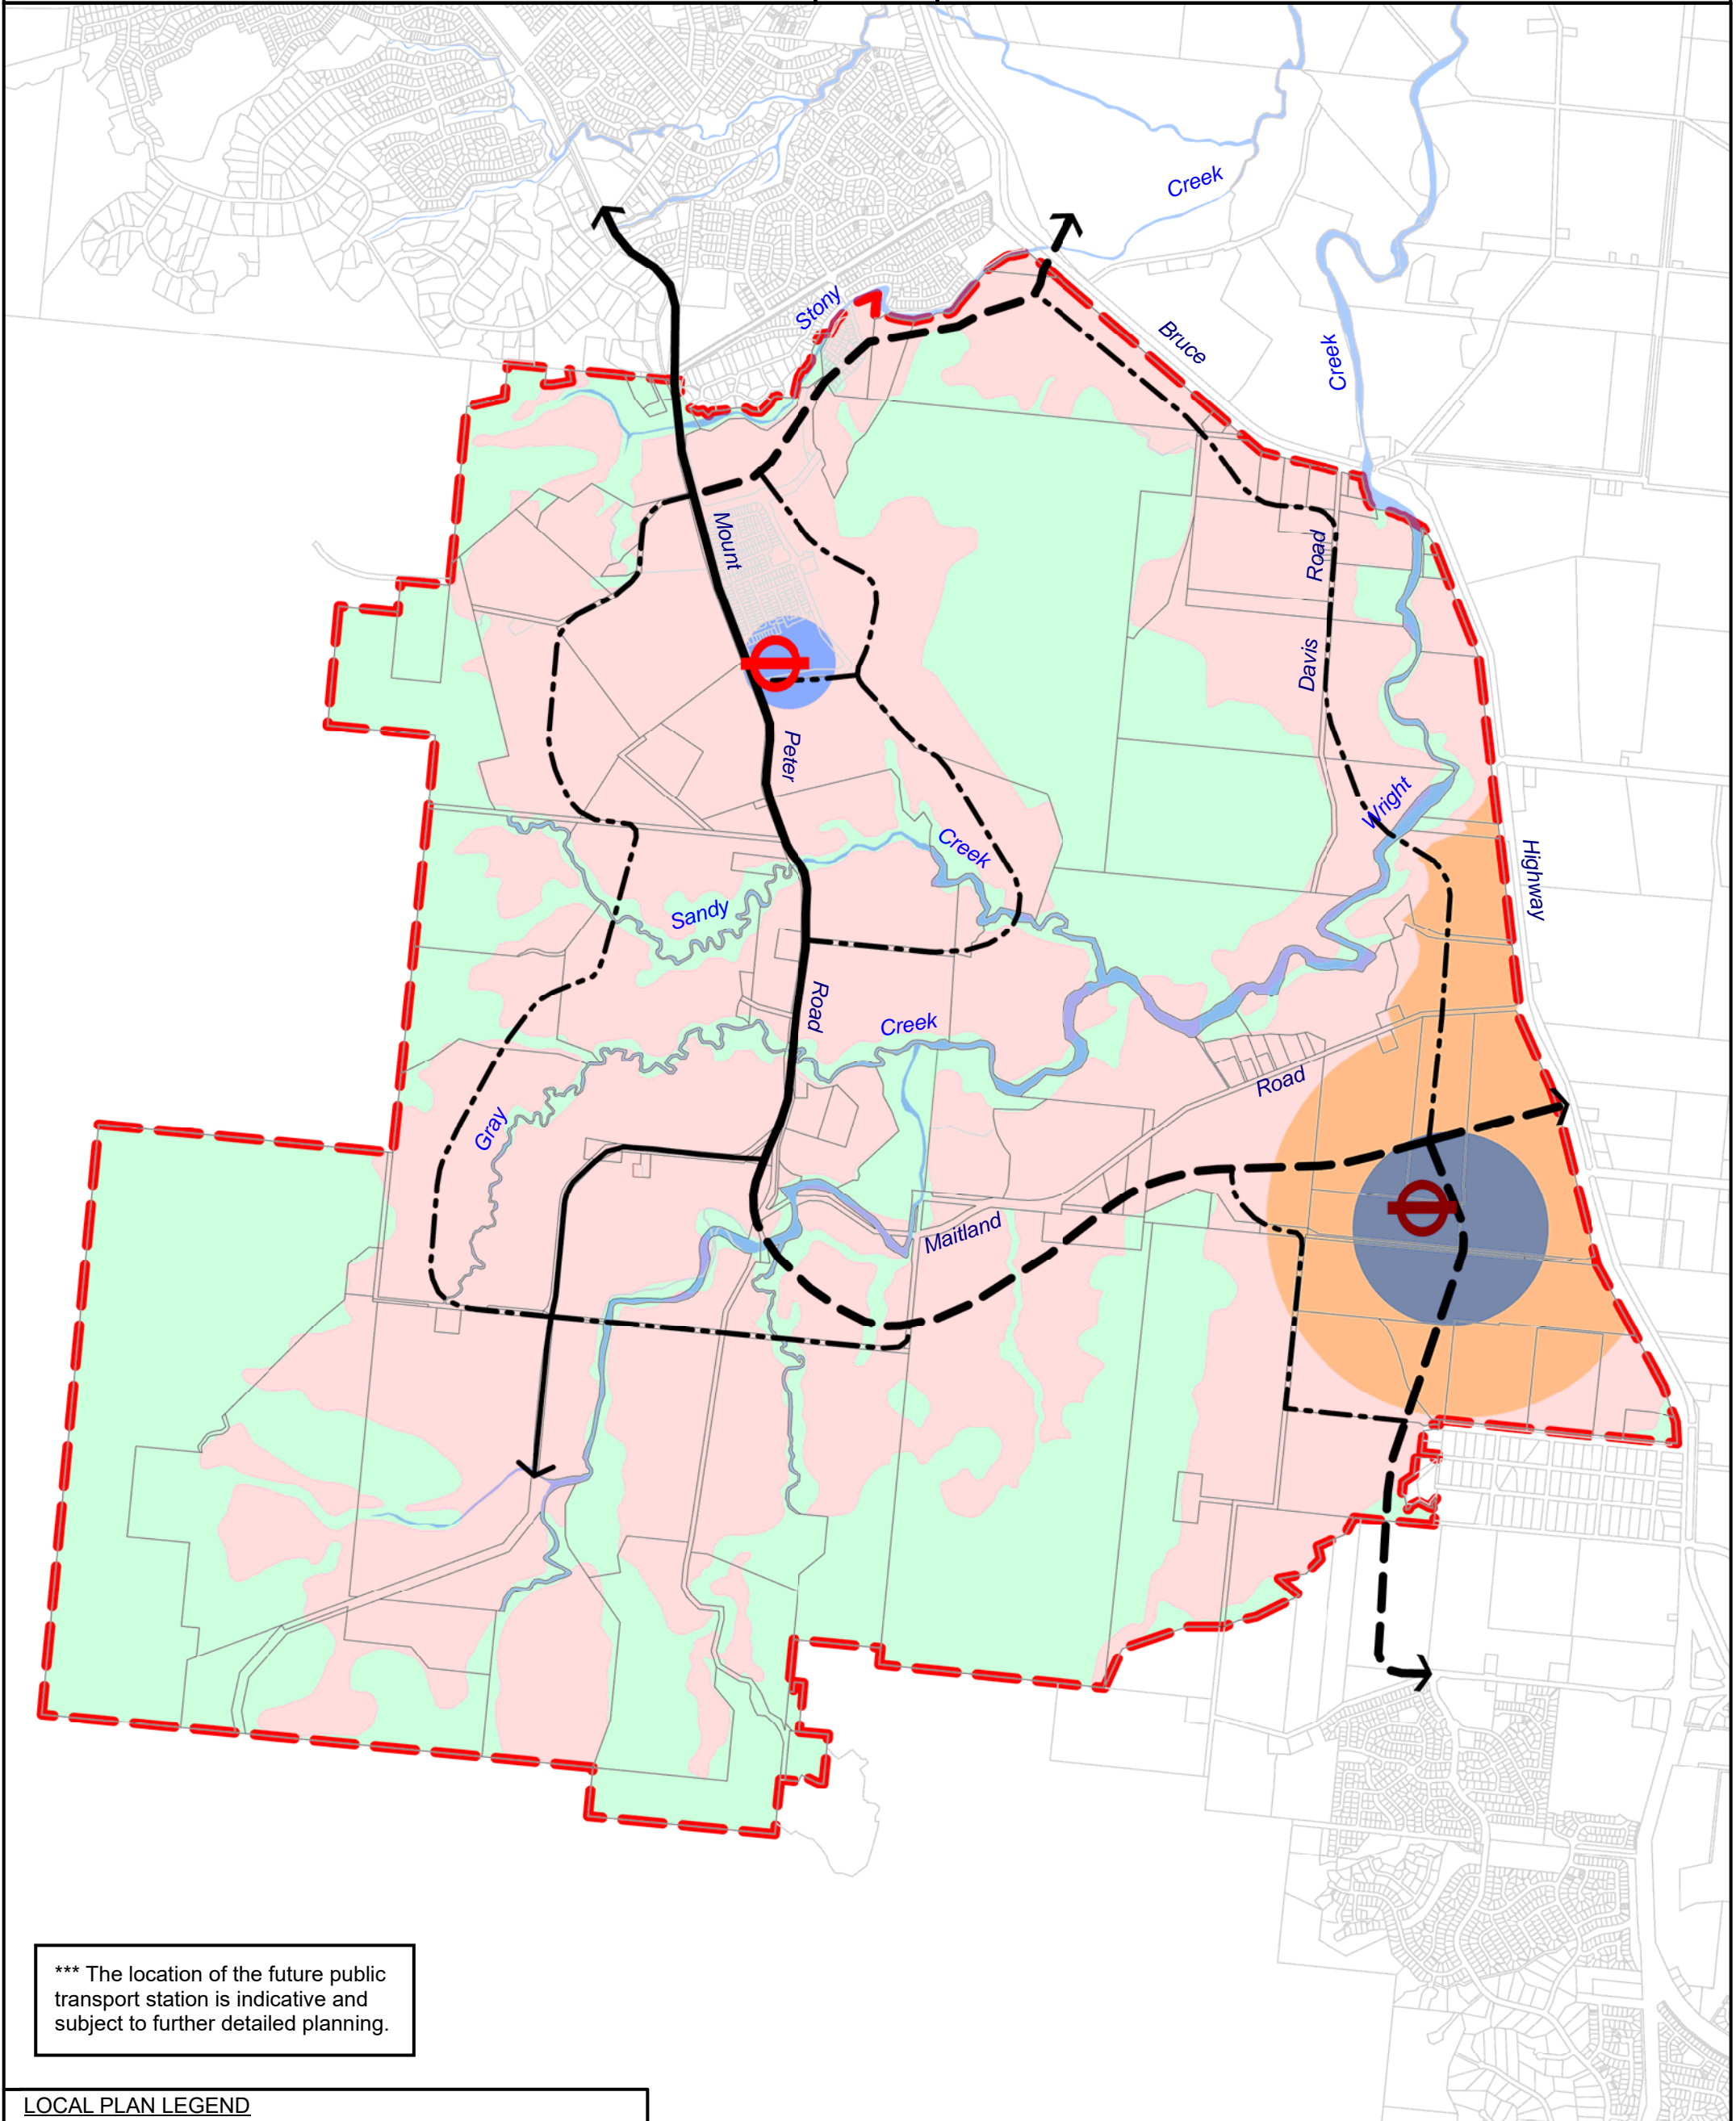 Creek
Stony
Bruce
Creek
Mount
Road
Davis
Peter
Wright
Creek
Highway
Sandy
Road
Creek
Road
Gray
Maitland
*** The location of the future public
transport station is indicative and
subject to further detailed planning.
LOCAL PLAN LEGEND